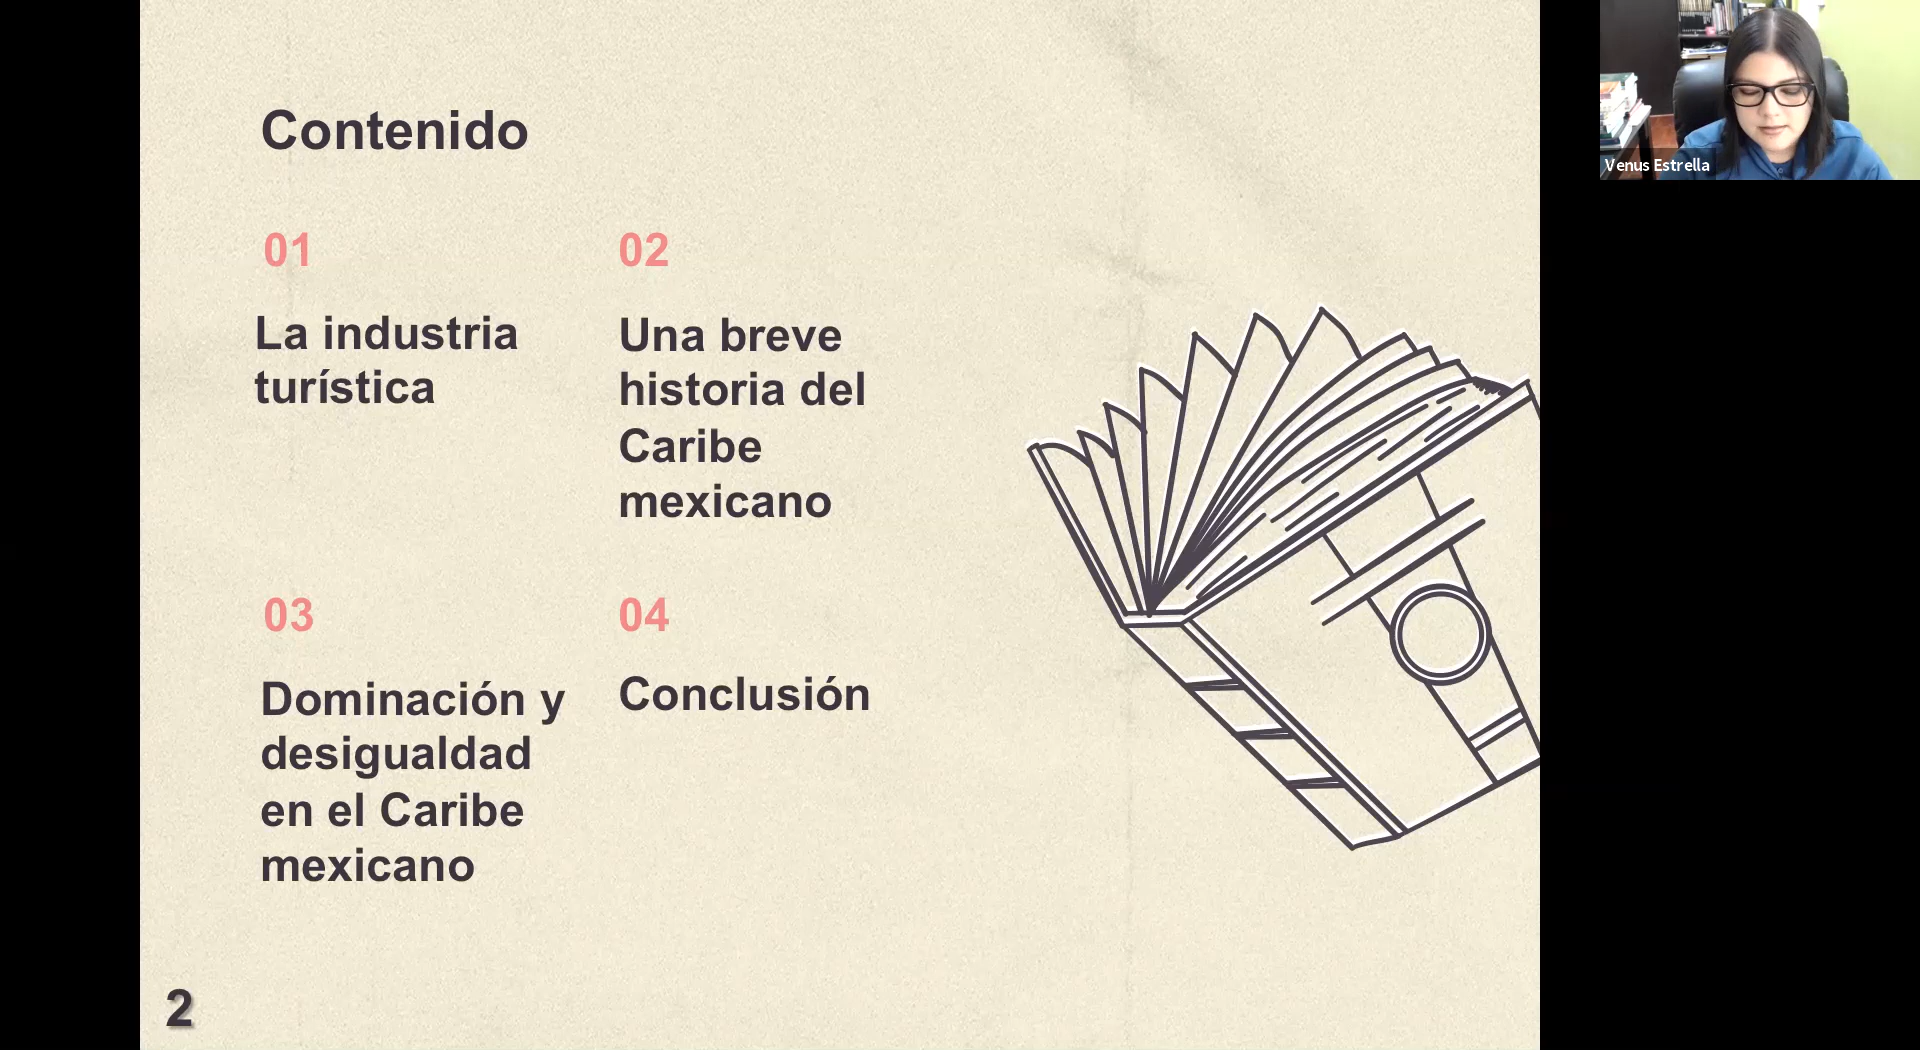 Contenido
01
La industria
turística
02
Una breve
historia del
Caribe
mexicano
03
Dominación y
desigualdad
en el Caribe
mexicano
04
Conclusión
2
Venus Estrella